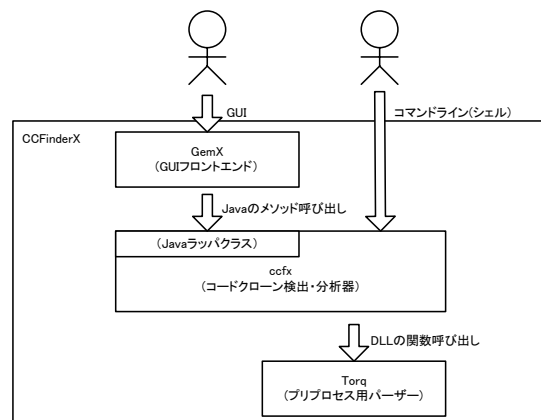 GUI
コマンドライン(シェル)
CCFinderX
GemX
(GUIフロントエンド)
Javaのメソッド呼び出し
(Javaラッパクラス)
ccfx
(コードクローン検出・分析器)
DLLの関数呼び出し
Torq
(プリプロセス用パーザー)